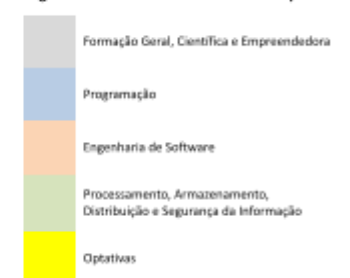 Formação Geral, Científica e Empreendedora
Programação
Engenharia de Software
Processamento, Armazenamento,
Distribuição e Segurança da Informação
Optativas